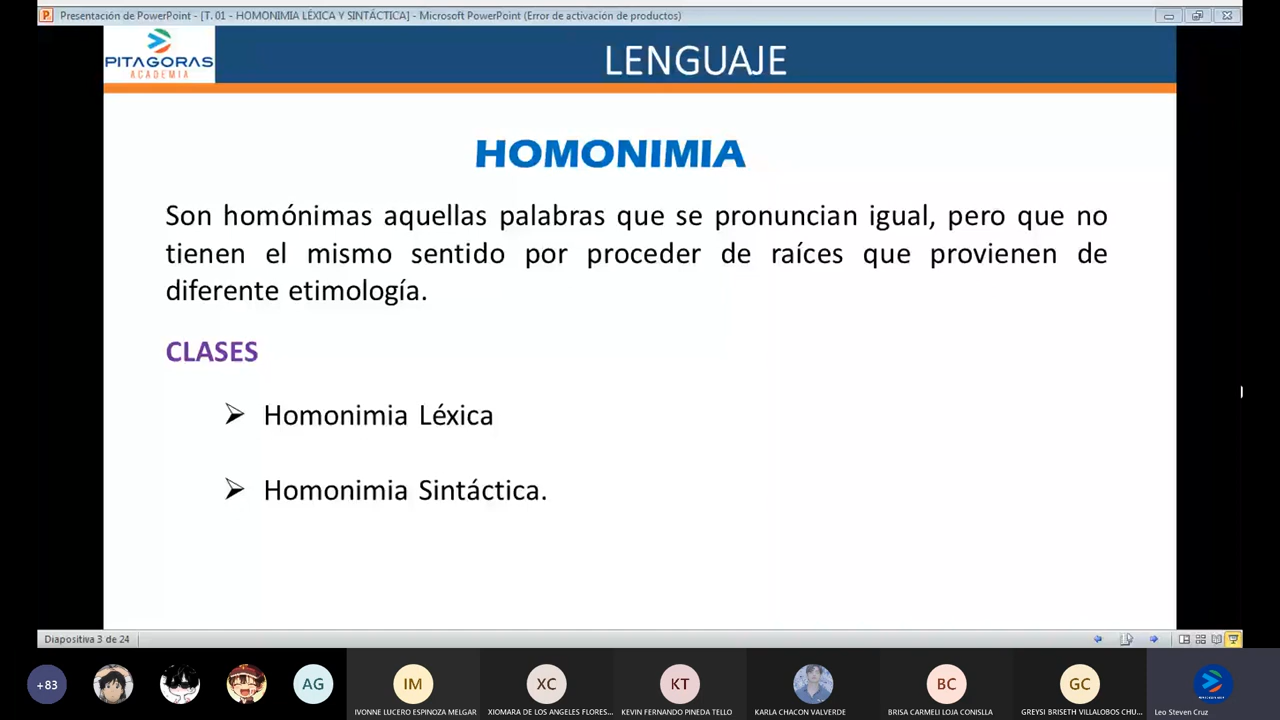 Presentación de PowerPoint - [T. 01 - HOMONIMIA LÉXICA Y SINTÁCTICA] - Microsoft PowerPoint (Error de activación de productos)
PITAGORAS
ACADEMIA
LENGUAJE
HOMONIMIA
Son homónimas aquellas palabras que se pronuncian igual, pero que no
tienen el mismo sentido por proceder de raíces que provienen de
diferente etimología.
CLASES
Homonimia Léxica
Homonimia Sintáctica.
Diapositiva 3 de 24
+83
AG
IM
XC
KT
BC
GC
IVONNE LUCERO ESPINOZA MELGAR
XIOMARA DE LOS ANGELES FLORES...
KEVIN FERNANDO PINEDA TELLO
KARLA CHACON VALVERDE
BRISA CARMELI LOJA CONISLLA
GREYSI BRISETH VILLALOBOS CHU...
Leo Steven Cruz